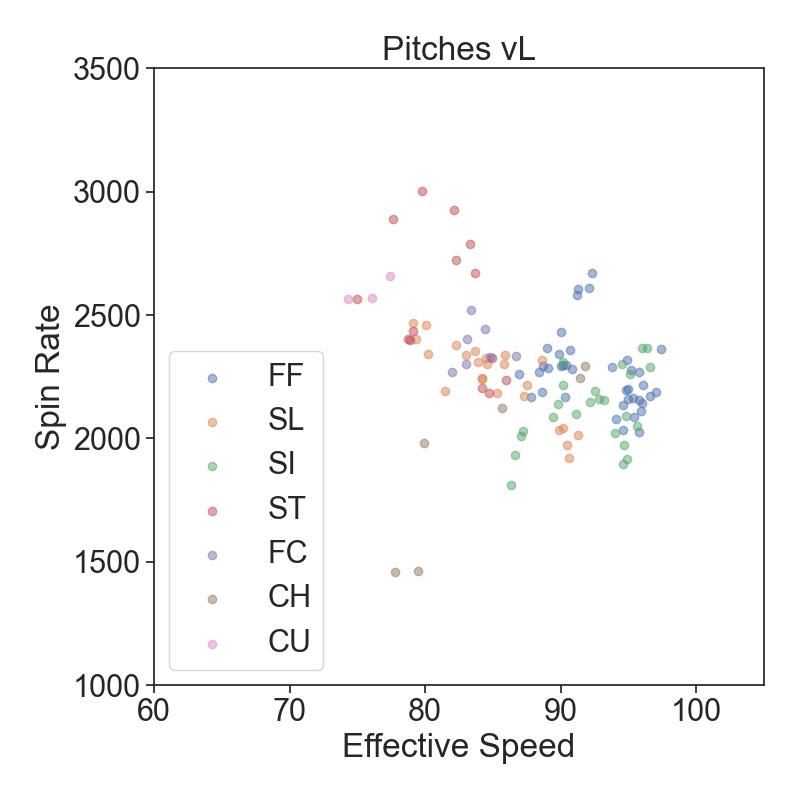 Pitches vL
3500
3000
2500
2000
1500
1000
Spin Rate
FF
SL
SI
ST
FC
CH
CU
60 70 80 90 100
Effective Speed